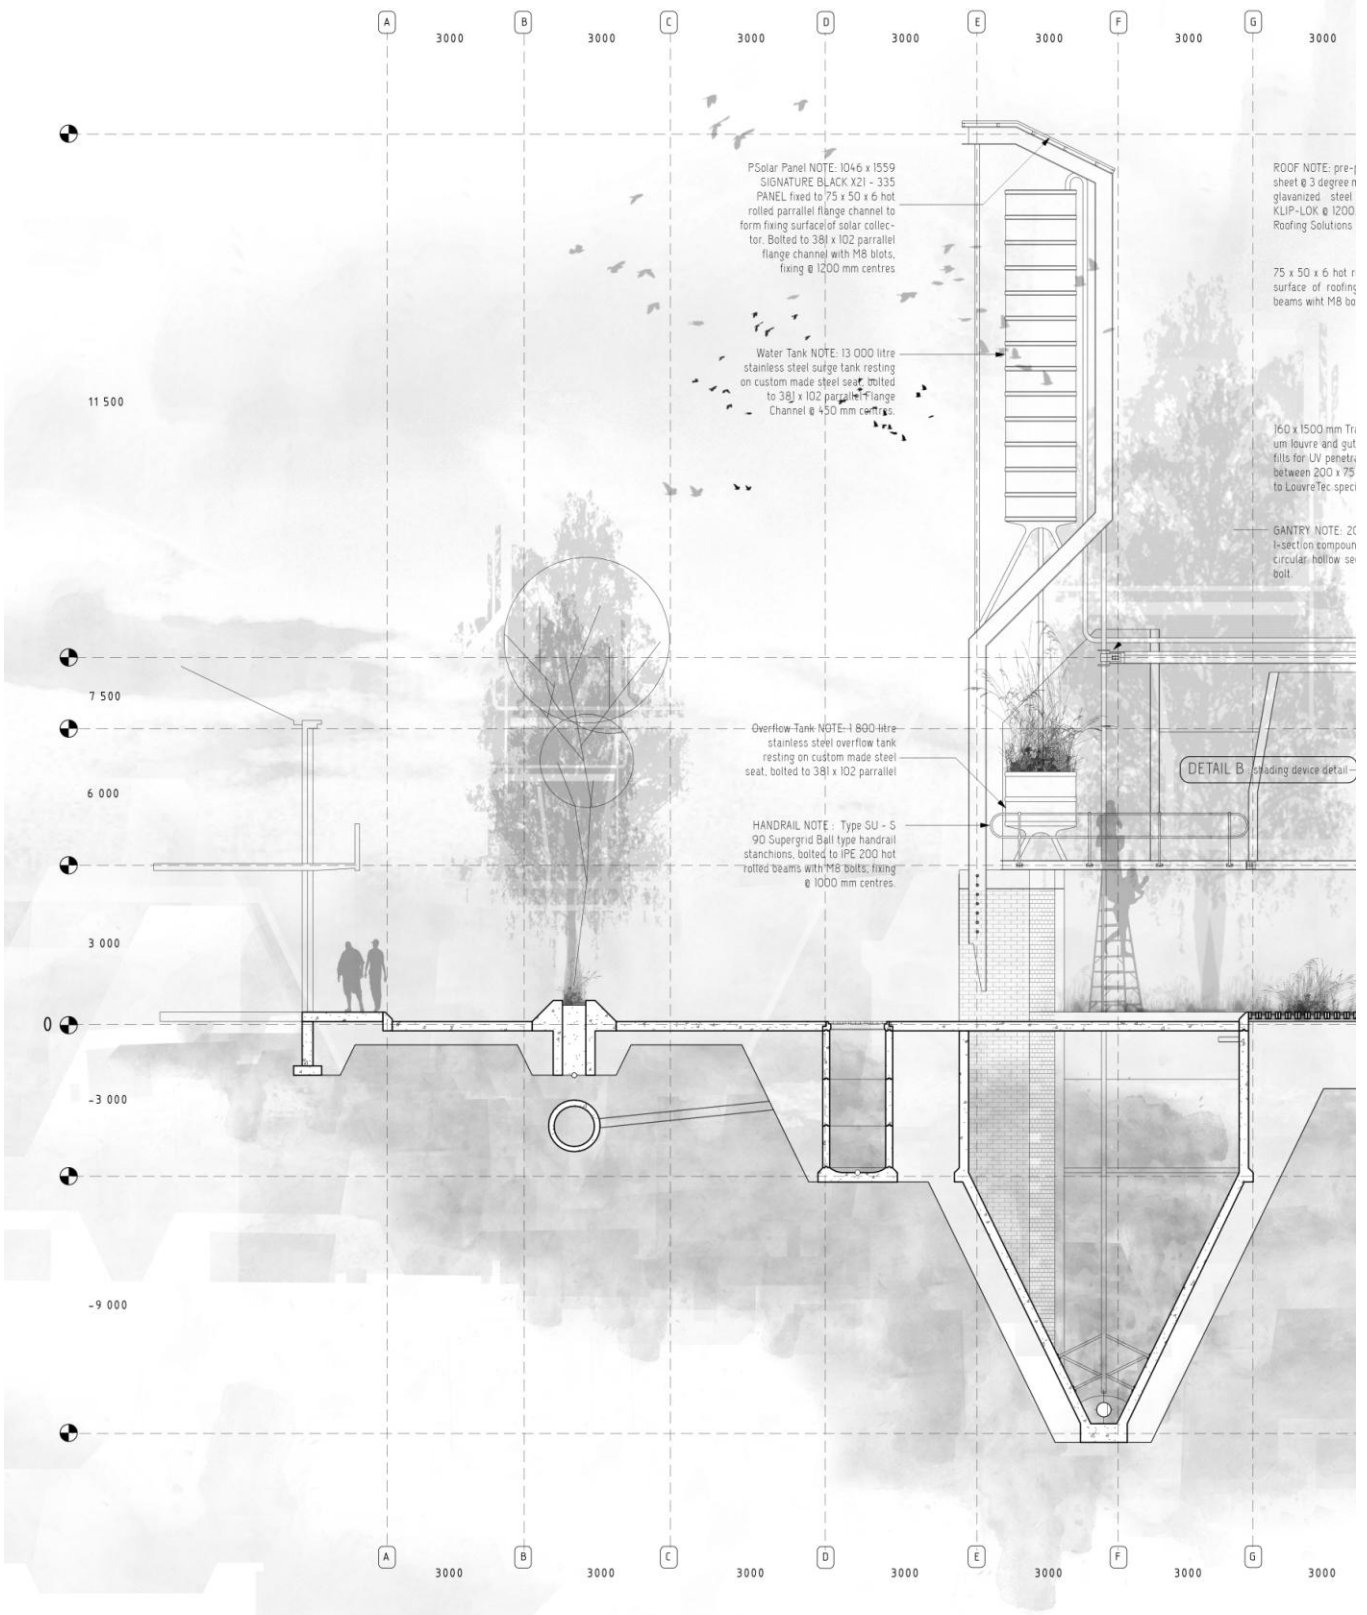 A B C D E F G
3000 3000 3000 3000 3000 3000 3000
PSolar Panel NOTE: 1046 x 1559
SIGNATURE BLACK X21 - 335
PANEL fixed to 75 x 50 x 6 hot
rolled parrallel flange channel to
form fixing surface of solar collec-
tor. Bolted to 381 x 102 parrallel
flange channel with M8 blots,
fixing @ 1200 mm centres
ROOF NOTE: pre-p
sheet @ 3 degree
glavanized steel
KLIP-LOK @ 1200
Roofing Solutions
75 x 50 x 6 hot r
surface of roofing
beams wiht M8 bo
Water Tank NOTE: 13 000 litre
stainless steel surge tank resting
on custom made steel seat, bolted
to 381 x 102 parrallel Flange
Channel @ 450 mm centres.
11 500
160 x 1500 mm Tra
um louvre and gut
fills for UV penetra
between 200 x 75
to LouvreTec speci
GANTRY NOTE: 20
I-section compoun
circular hollow sec
bolt.
7 500
Overflow Tank NOTE: 1 800 litre
stainless steel overflow tank
resting on custom made steel
seat, bolted to 381 x 102 parrallel
DETAIL B : shading device detail
6 000
HANDRAIL NOTE : Type SU - S
90 Supergrid Ball type handrail
stanchions, bolted to IPE 200 hot
rolled beams with M8 bolts, fixing
@ 1000 mm centres.
3 000
0
-3 000
-9 000
A B C D E F G
3000 3000 3000 3000 3000 3000 3000